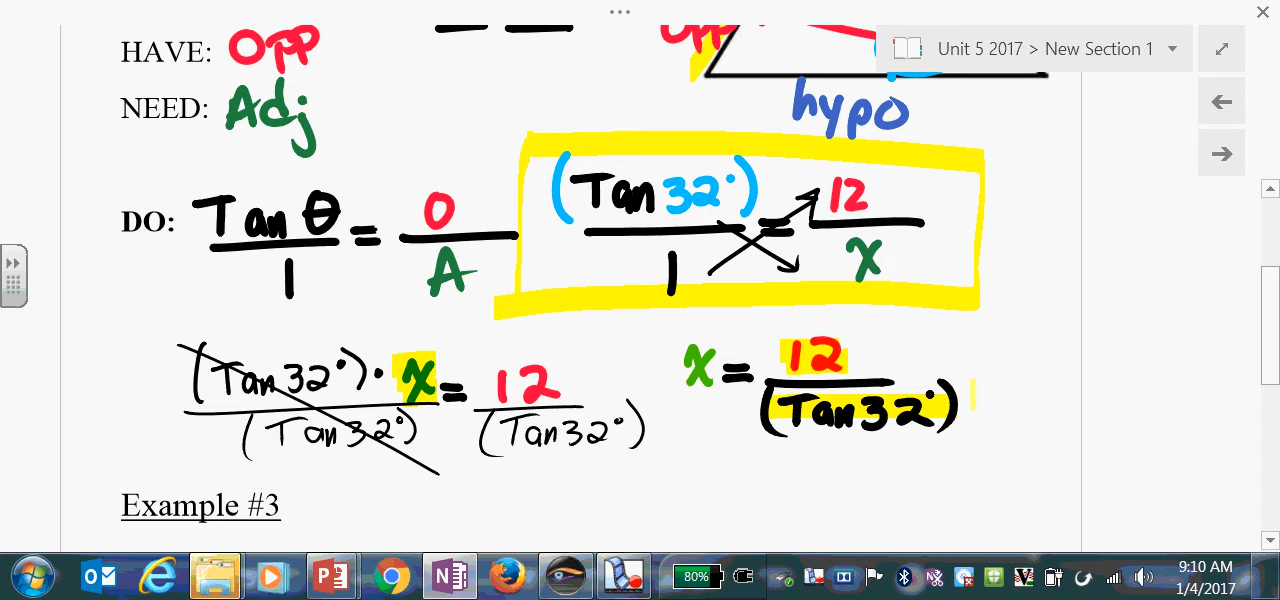 HAVE: OPP
Unit 5 2017 > New Section 1
OPP
NEED: Adj
hypo
DO: Tan θ / 1 = O / A
(Tan 32°) / 1 = 12 / x
(Tan 32°) · x / (Tan 32°) = 12 / (Tan 32°)
x = 12 / (Tan 32°)
Example #3
80%
9:10 AM
1/4/2017